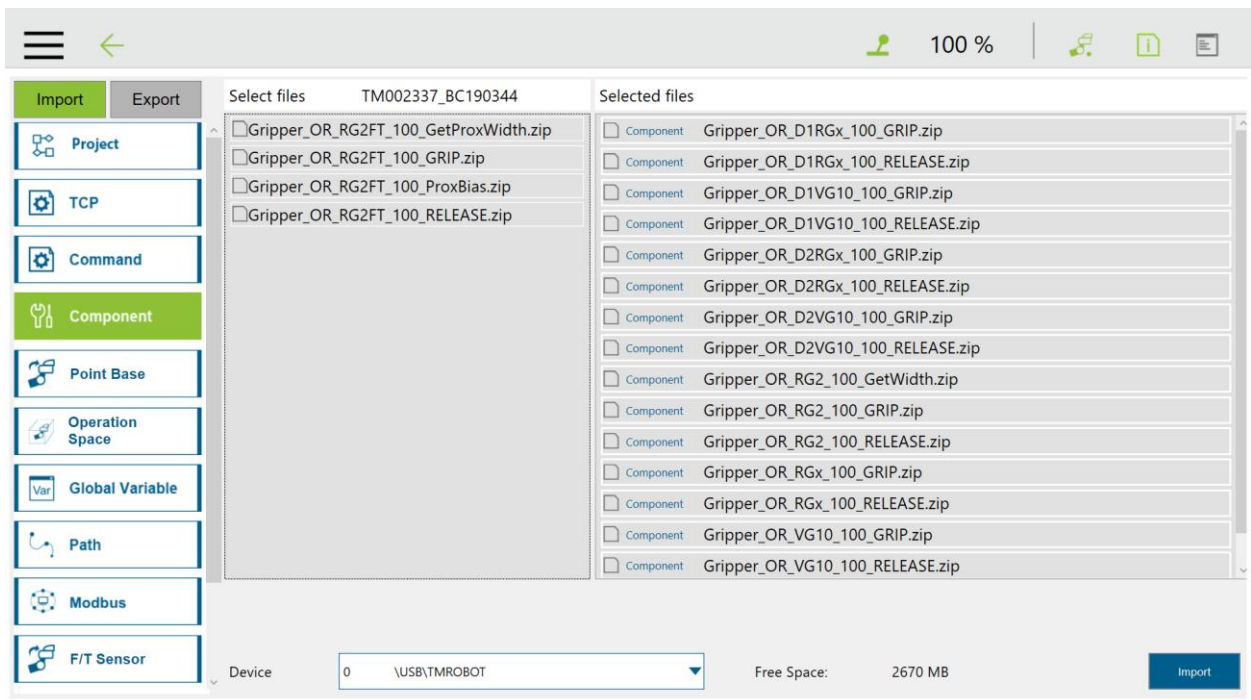 100 %
Import Export
Project
TCP
Command
Component
Point Base
Operation
Space
Var Global Variable
Path
Modbus
F/T Sensor
Select files TM002337_BC190344
Gripper_OR_RG2FT_100_GetProxWidth.zip
Gripper_OR_RG2FT_100_GRIP.zip
Gripper_OR_RG2FT_100_ProxBias.zip
Gripper_OR_RG2FT_100_RELEASE.zip
Selected files
Component Gripper_OR_D1RGx_100_GRIP.zip
Component Gripper_OR_D1RGx_100_RELEASE.zip
Component Gripper_OR_D1VG10_100_GRIP.zip
Component Gripper_OR_D1VG10_100_RELEASE.zip
Component Gripper_OR_D2RGx_100_GRIP.zip
Component Gripper_OR_D2RGx_100_RELEASE.zip
Component Gripper_OR_D2VG10_100_GRIP.zip
Component Gripper_OR_D2VG10_100_RELEASE.zip
Component Gripper_OR_RG2_100_GetWidth.zip
Component Gripper_OR_RG2_100_GRIP.zip
Component Gripper_OR_RG2_100_RELEASE.zip
Component Gripper_OR_RGx_100_GRIP.zip
Component Gripper_OR_RGx_100_RELEASE.zip
Component Gripper_OR_VG10_100_GRIP.zip
Component Gripper_OR_VG10_100_RELEASE.zip
Device 0 \USB\TMROBOT Free Space: 2670 MB Import